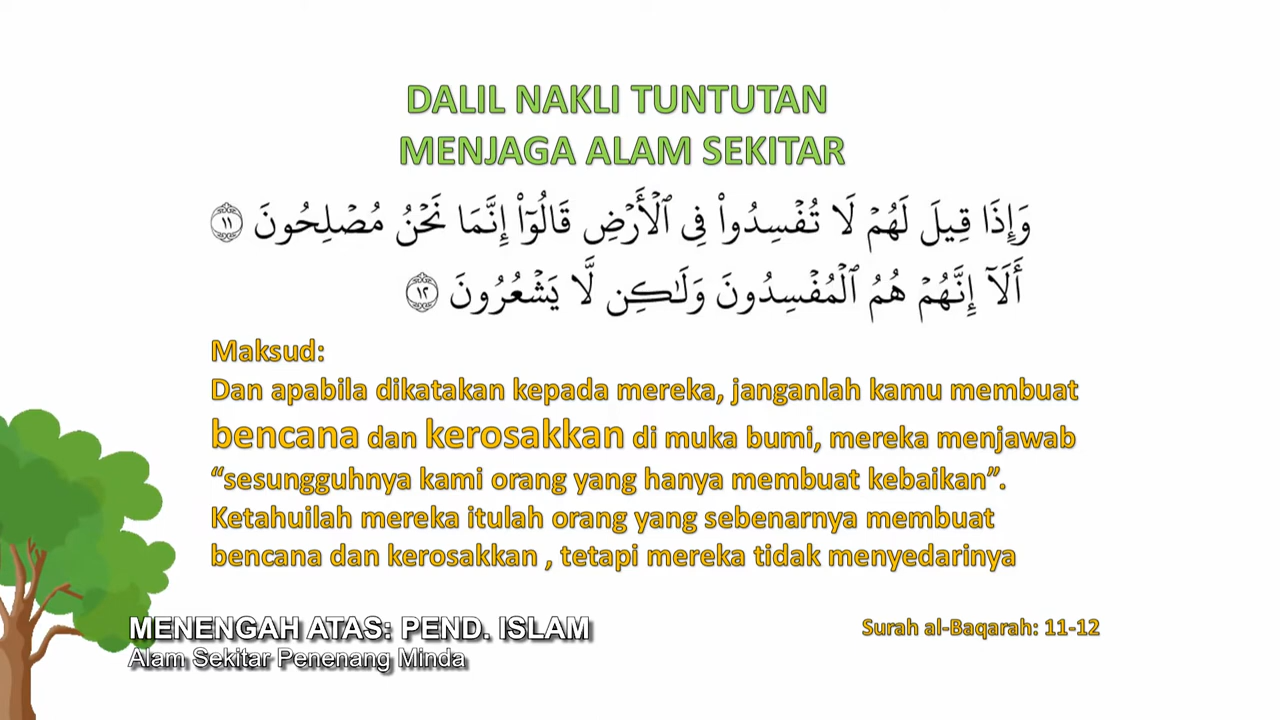 DALIL NAKLI TUNTUTAN
MENJAGA ALAM SEKITAR
وَإِذَا قِيلَ لَهُمۡ لَا تُفۡسِدُواْ فِى ٱلۡأَرۡضِ قَالُوٓاْ إِنَّمَا نَحۡنُ مُصۡلِحُونَ ١١
أَلَآ إِنَّهُمۡ هُمُ ٱلۡمُفۡسِدُونَ وَلَـٰكِن لَّا يَشۡعُرُونَ ١٢
Maksud:
Dan apabila dikatakan kepada mereka, janganlah kamu membuat
bencana dan kerosakkan di muka bumi, mereka menjawab
“sesungguhnya kami orang yang hanya membuat kebaikan”.
Ketahuilah mereka itulah orang yang sebenarnya membuat
bencana dan kerosakkan , tetapi mereka tidak menyedarinya
MENENGAH ATAS: PEND. ISLAM
Alam Sekitar Penenang Minda
Surah al-Baqarah: 11-12